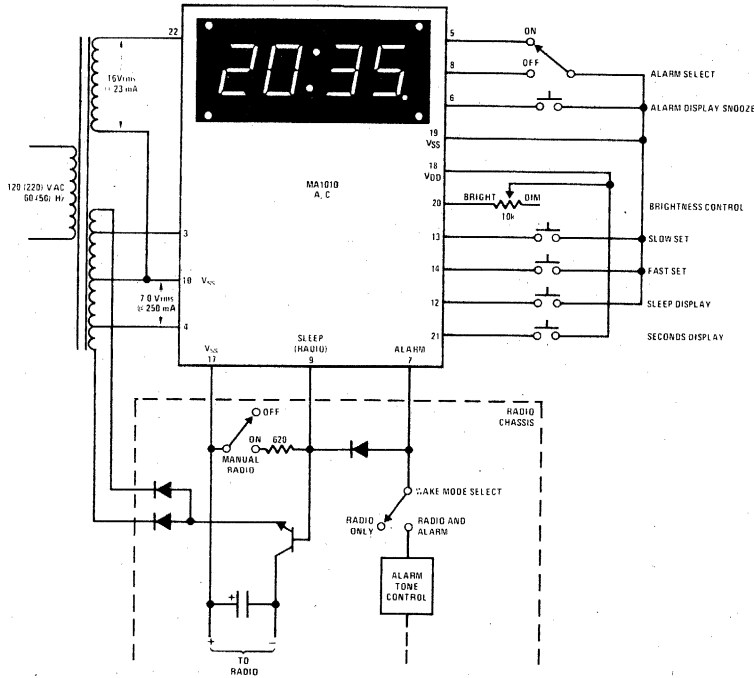 22
16Vrms
≅ 23 mA
120 (220) VAC
60 (50) Hz
3
10 VSS
7.0 Vrms
≅ 250 mA
4
20:35.
MA1010
A, C
5
ON
8
OFF
ALARM SELECT
6
ALARM DISPLAY SNOOZE
19
VSS
18
VDD
20
BRIGHT
DIM
10k
BRIGHTNESS CONTROL
13
SLOW SET
14
FAST SET
12
SLEEP DISPLAY
21
SECONDS DISPLAY
VSS
17
SLEEP
(RADIO)
9
ALARM
7
RADIO
CHASSIS
OFF
ON
620
MANUAL
RADIO
WAKE MODE SELECT
RADIO
ONLY
RADIO AND
ALARM
ALARM
TONE
CONTROL
+
+
−
TO
RADIO